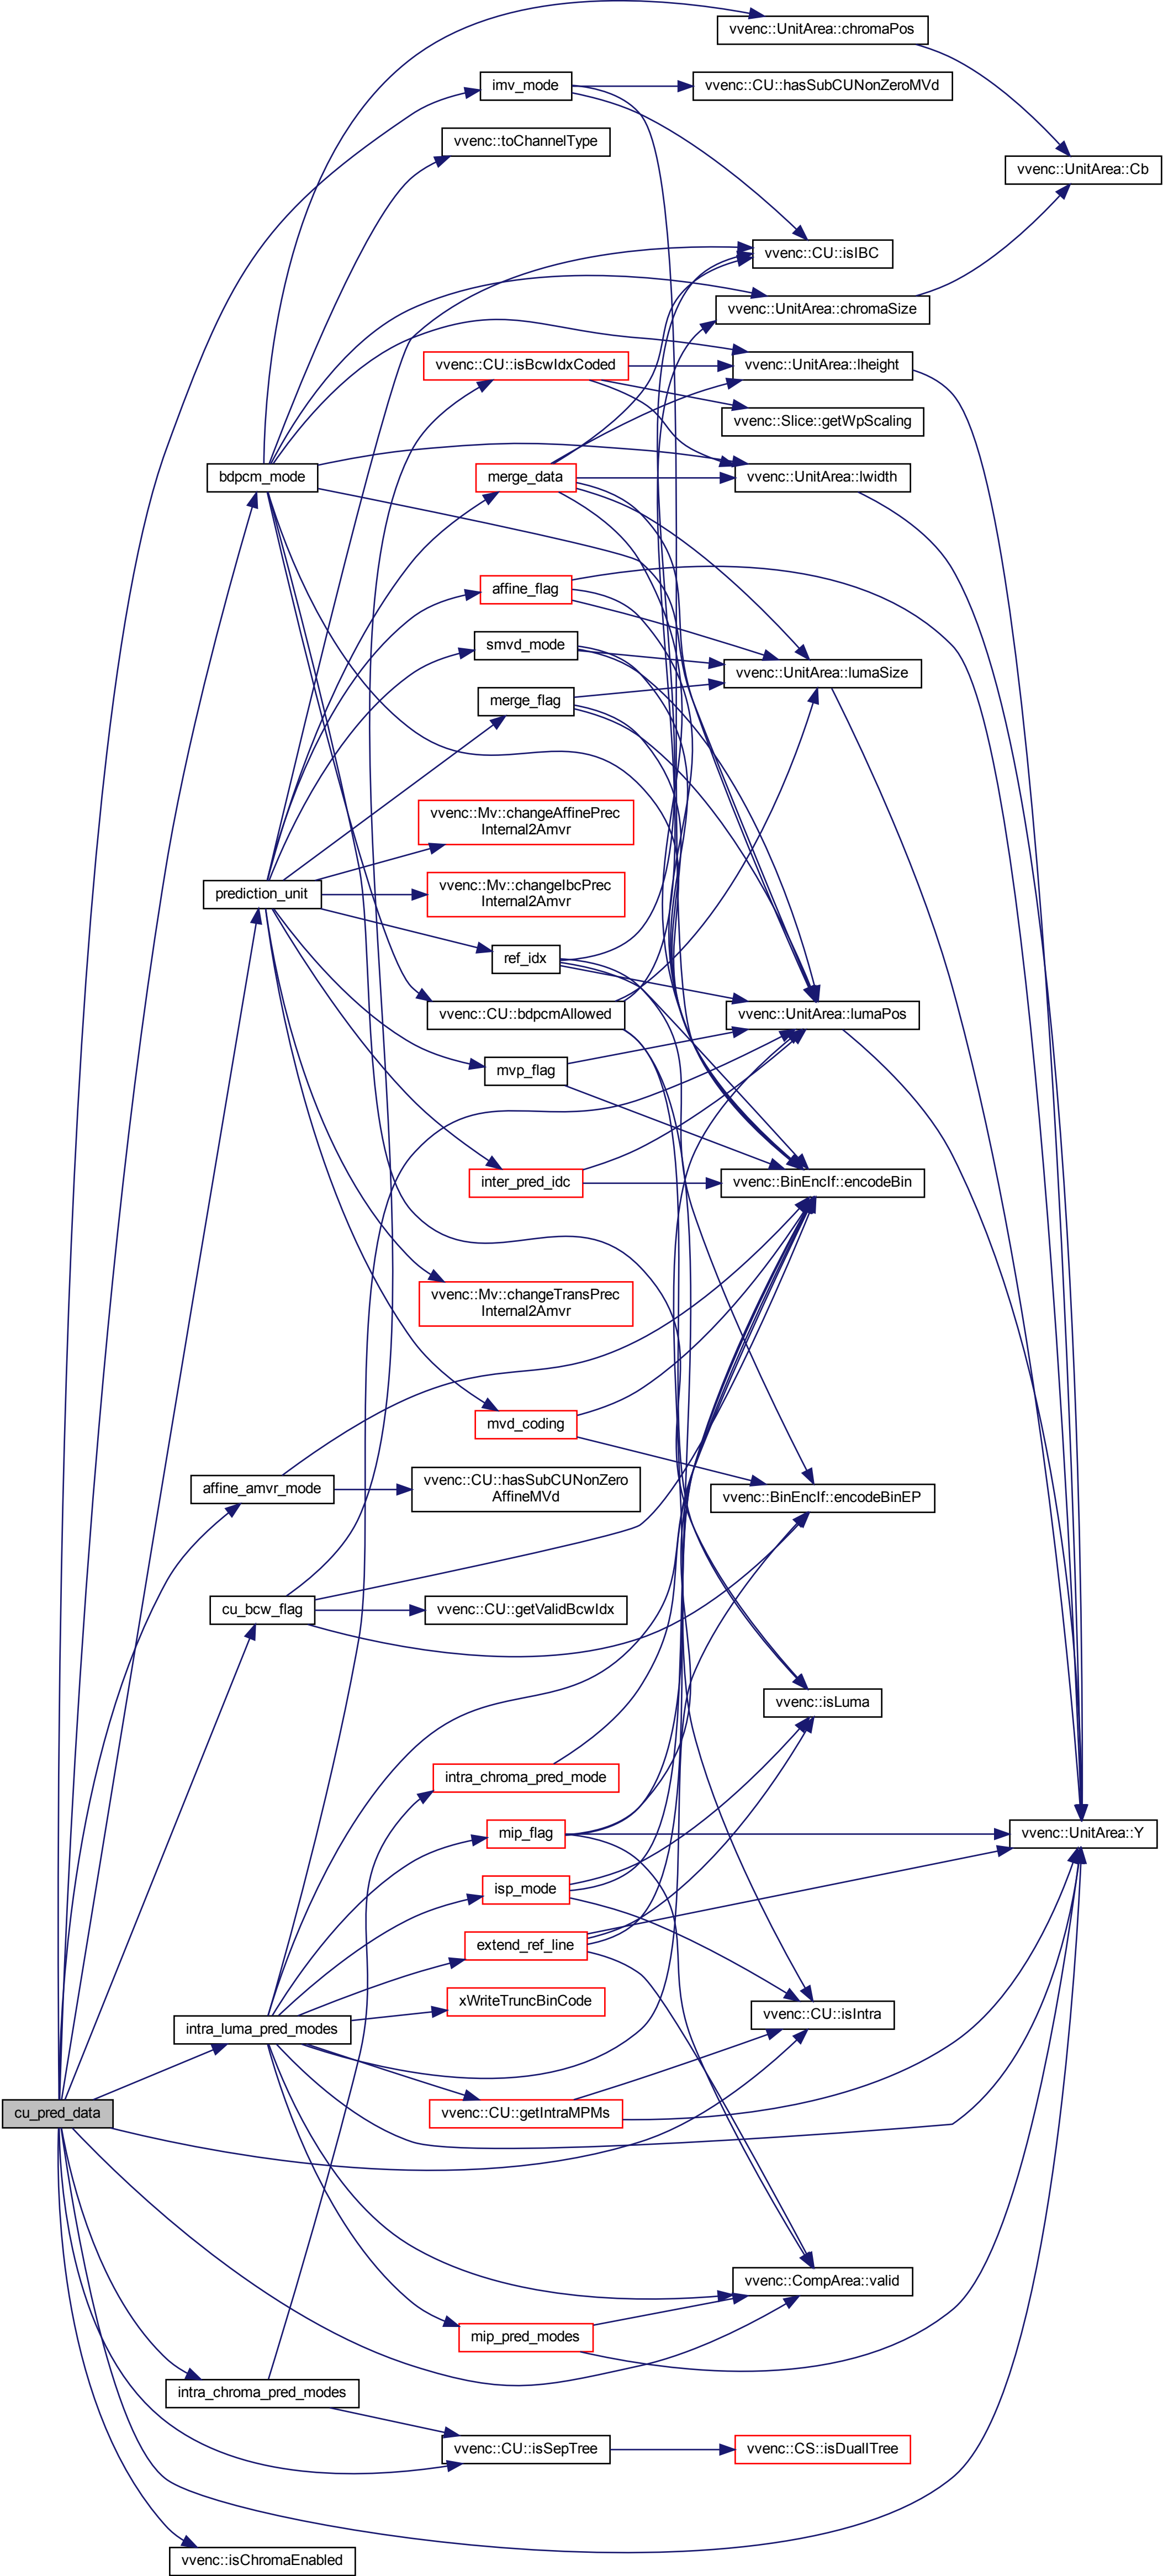 vvenc::UnitArea::chromaPos
imv_mode
vvenc::CU::hasSubCUNonZeroMVd
vvenc::toChannelType
vvenc::UnitArea::Cb
vvenc::CU::isIBC
vvenc::UnitArea::chromaSize
vvenc::CU::isBcwIdxCoded
vvenc::UnitArea::lheight
vvenc::Slice::getWpScaling
bdpcm_mode
merge_data
vvenc::UnitArea::lwidth
affine_flag
smvd_mode
vvenc::UnitArea::lumaSize
merge_flag
vvenc::Mv::changeAffinePrec
Internal2Amvr
prediction_unit
vvenc::Mv::changeIbcPrec
Internal2Amvr
ref_idx
vvenc::CU::bdpcmAllowed
vvenc::UnitArea::lumaPos
mvp_flag
inter_pred_idc
vvenc::BinEncIf::encodeBin
vvenc::Mv::changeTransPrec
Internal2Amvr
mvd_coding
affine_amvr_mode
vvenc::CU::hasSubCUNonZero
AffineMVd
vvenc::BinEncIf::encodeBinEP
cu_bcw_flag
vvenc::CU::getValidBcwIdx
vvenc::isLuma
intra_chroma_pred_mode
mip_flag
vvenc::UnitArea::Y
isp_mode
extend_ref_line
xWriteTruncBinCode
vvenc::CU::isIntra
intra_luma_pred_modes
cu_pred_data
vvenc::CU::getIntraMPMs
vvenc::CompArea::valid
mip_pred_modes
intra_chroma_pred_modes
vvenc::CU::isSepTree
vvenc::CS::isDualITree
vvenc::isChromaEnabled